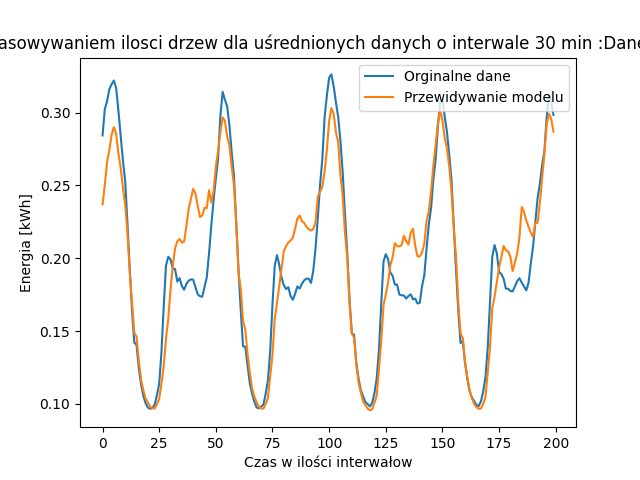 asowywaniem ilosci drzew dla uśrednionych danych o interwale 30 min :Dane
Orginalne dane
Przewidywanie modelu
Energia [kWh]
0.30
0.25
0.20
0.15
0.10
0 25 50 75 100 125 150 175 200
Czas w ilości interwałow